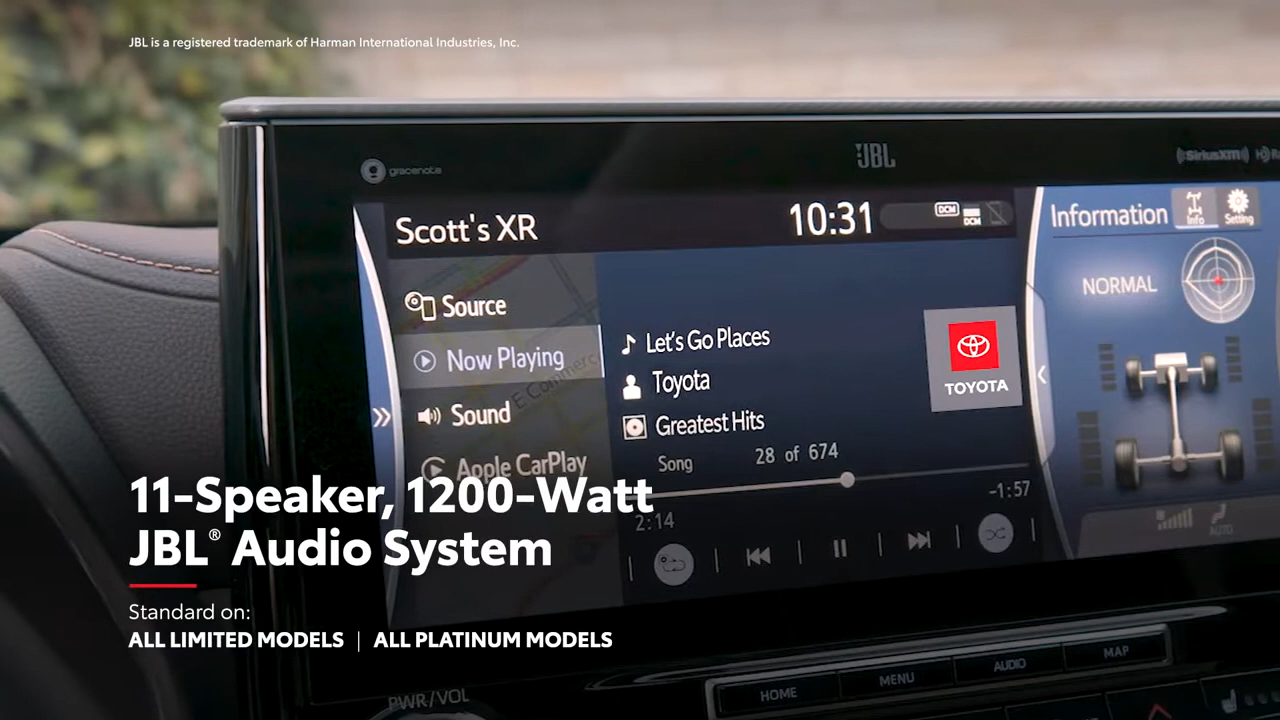 JBL is a registered trademark of Harman International Industries, Inc.
gracenote
JBL
SiriusXM
Scott's XR
10:31
DCM
DCM
Information
Info
Setting
NORMAL
Source
Now Playing
Sound
Apple CarPlay
Let's Go Places
Toyota
Greatest Hits
Song 28 of 674
2:14
-1:57
TOYOTA
AUTO
11-Speaker, 1200-Watt
JBL® Audio System
Standard on:
ALL LIMITED MODELS | ALL PLATINUM MODELS
PWR/VOL
HOME
MENU
AUDIO
MAP